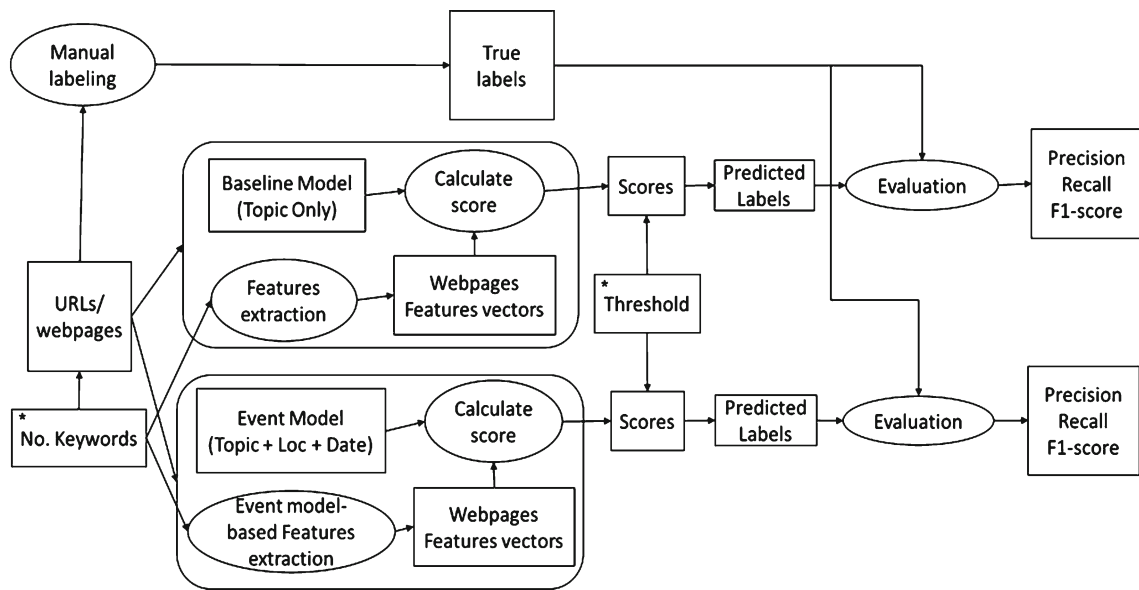 Manual
labeling
True
labels
Baseline Model
(Topic Only)
Calculate
score
Scores
Predicted
Labels
Evaluation
Precision
Recall
F1-score
URLs/
webpages
Features
extraction
Webpages
Features vectors
*
Threshold
*
No. Keywords
Event Model
(Topic + Loc + Date)
Calculate
score
Scores
Predicted
Labels
Evaluation
Precision
Recall
F1-score
Event model-
based Features
extraction
Webpages
Features vectors